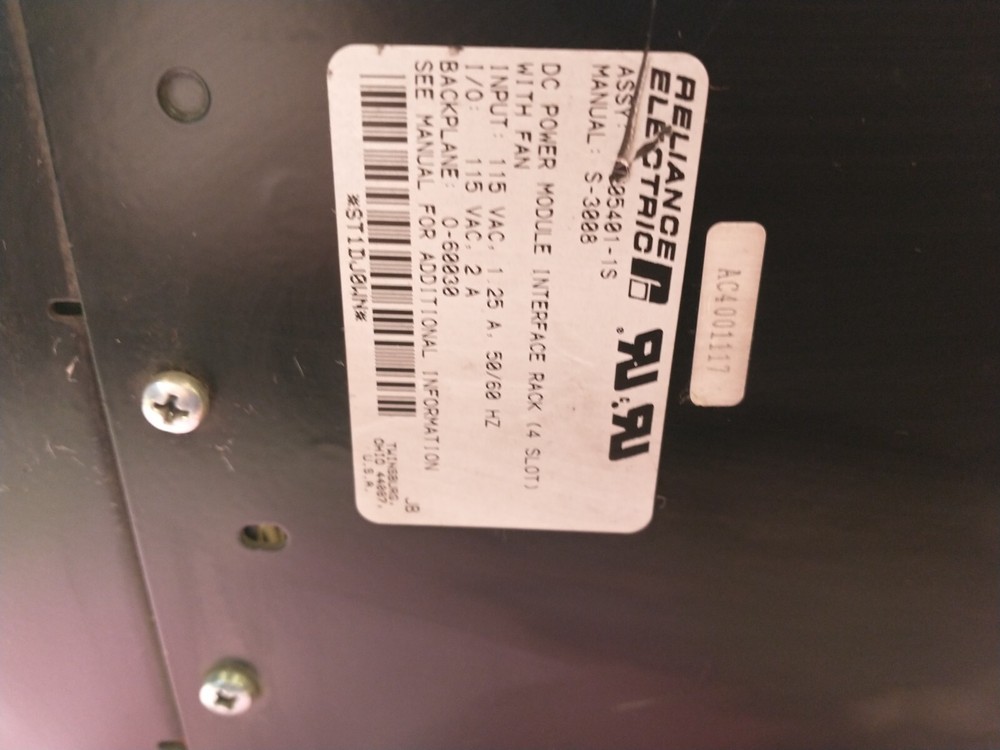 AC4001117
RELIANCE
ELECTRIC
ASSY: 05401-1S
MANUAL: S-3008
DC POWER MODULE INTERFACE RACK (4 SLOT)
WITH FAN
INPUT: 115 VAC, 1.25 A, 50/60 HZ
I/O: 115 VAC, 2 A
BACKPLANE: 0-60030
SEE MANUAL FOR ADDITIONAL INFORMATION
*ST1DJ0WN*
JB
TWINSBURG,
OHIO 44087,
U.S.A.